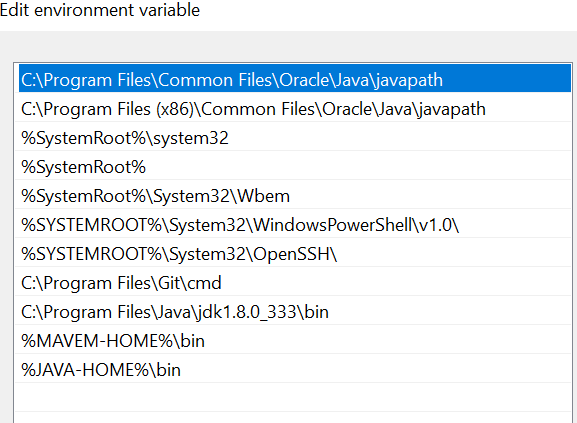 Edit environment variable
C:\Program Files\Common Files\Oracle\Java\javapath
C:\Program Files (x86)\Common Files\Oracle\Java\javapath
%SystemRoot%\system32
%SystemRoot%
%SystemRoot%\System32\Wbem
%SYSTEMROOT%\System32\WindowsPowerShell\v1.0\
%SYSTEMROOT%\System32\OpenSSH\
C:\Program Files\Git\cmd
C:\Program Files\Java\jdk1.8.0_333\bin
%MAVEM-HOME%\bin
%JAVA-HOME%\bin